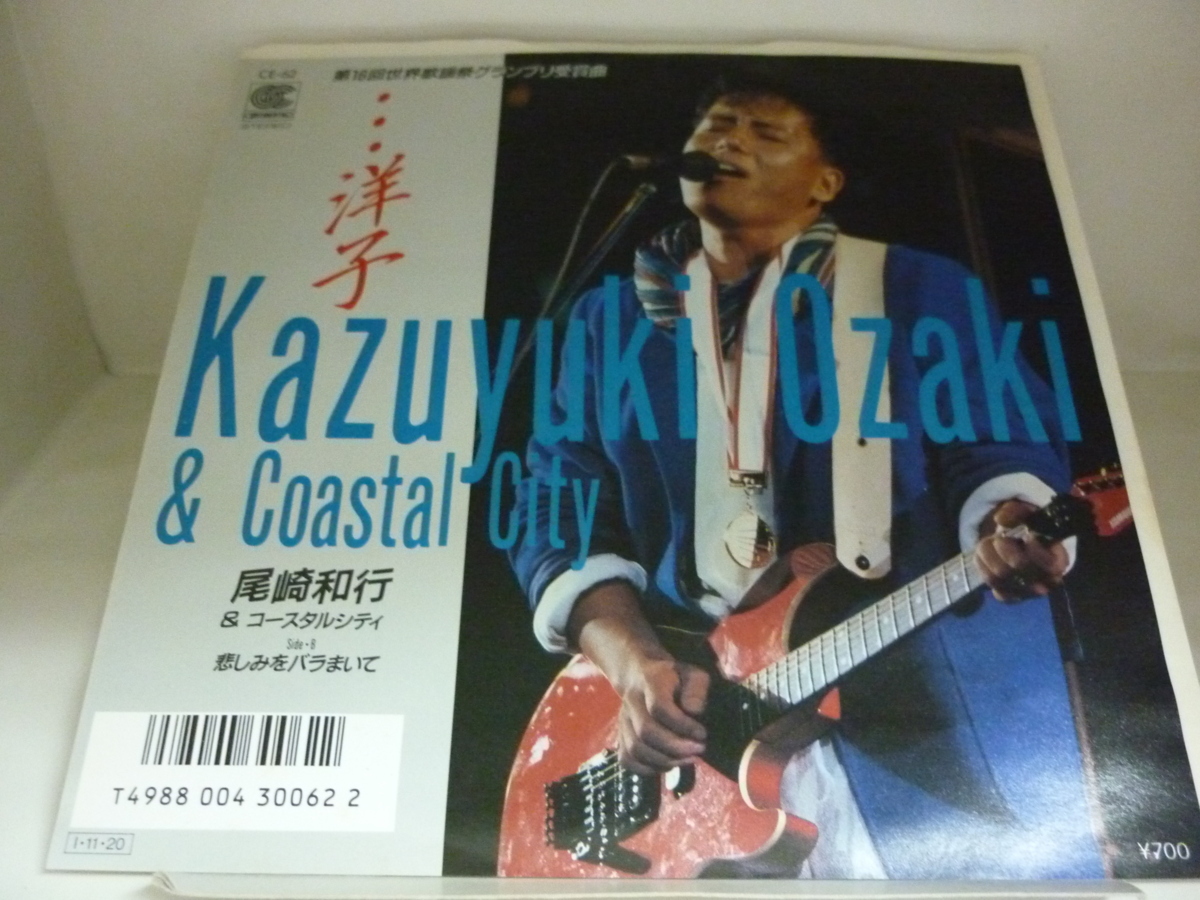 CE-62
第16回世界歌謡祭グランプリ受賞曲
・・・洋子
Kazuyuki Ozaki
& Coastal City
尾崎和行
& コースタルシティ
Side・B
悲しみをバラまいて
T4988 004 30062 2
I・11・20
¥700